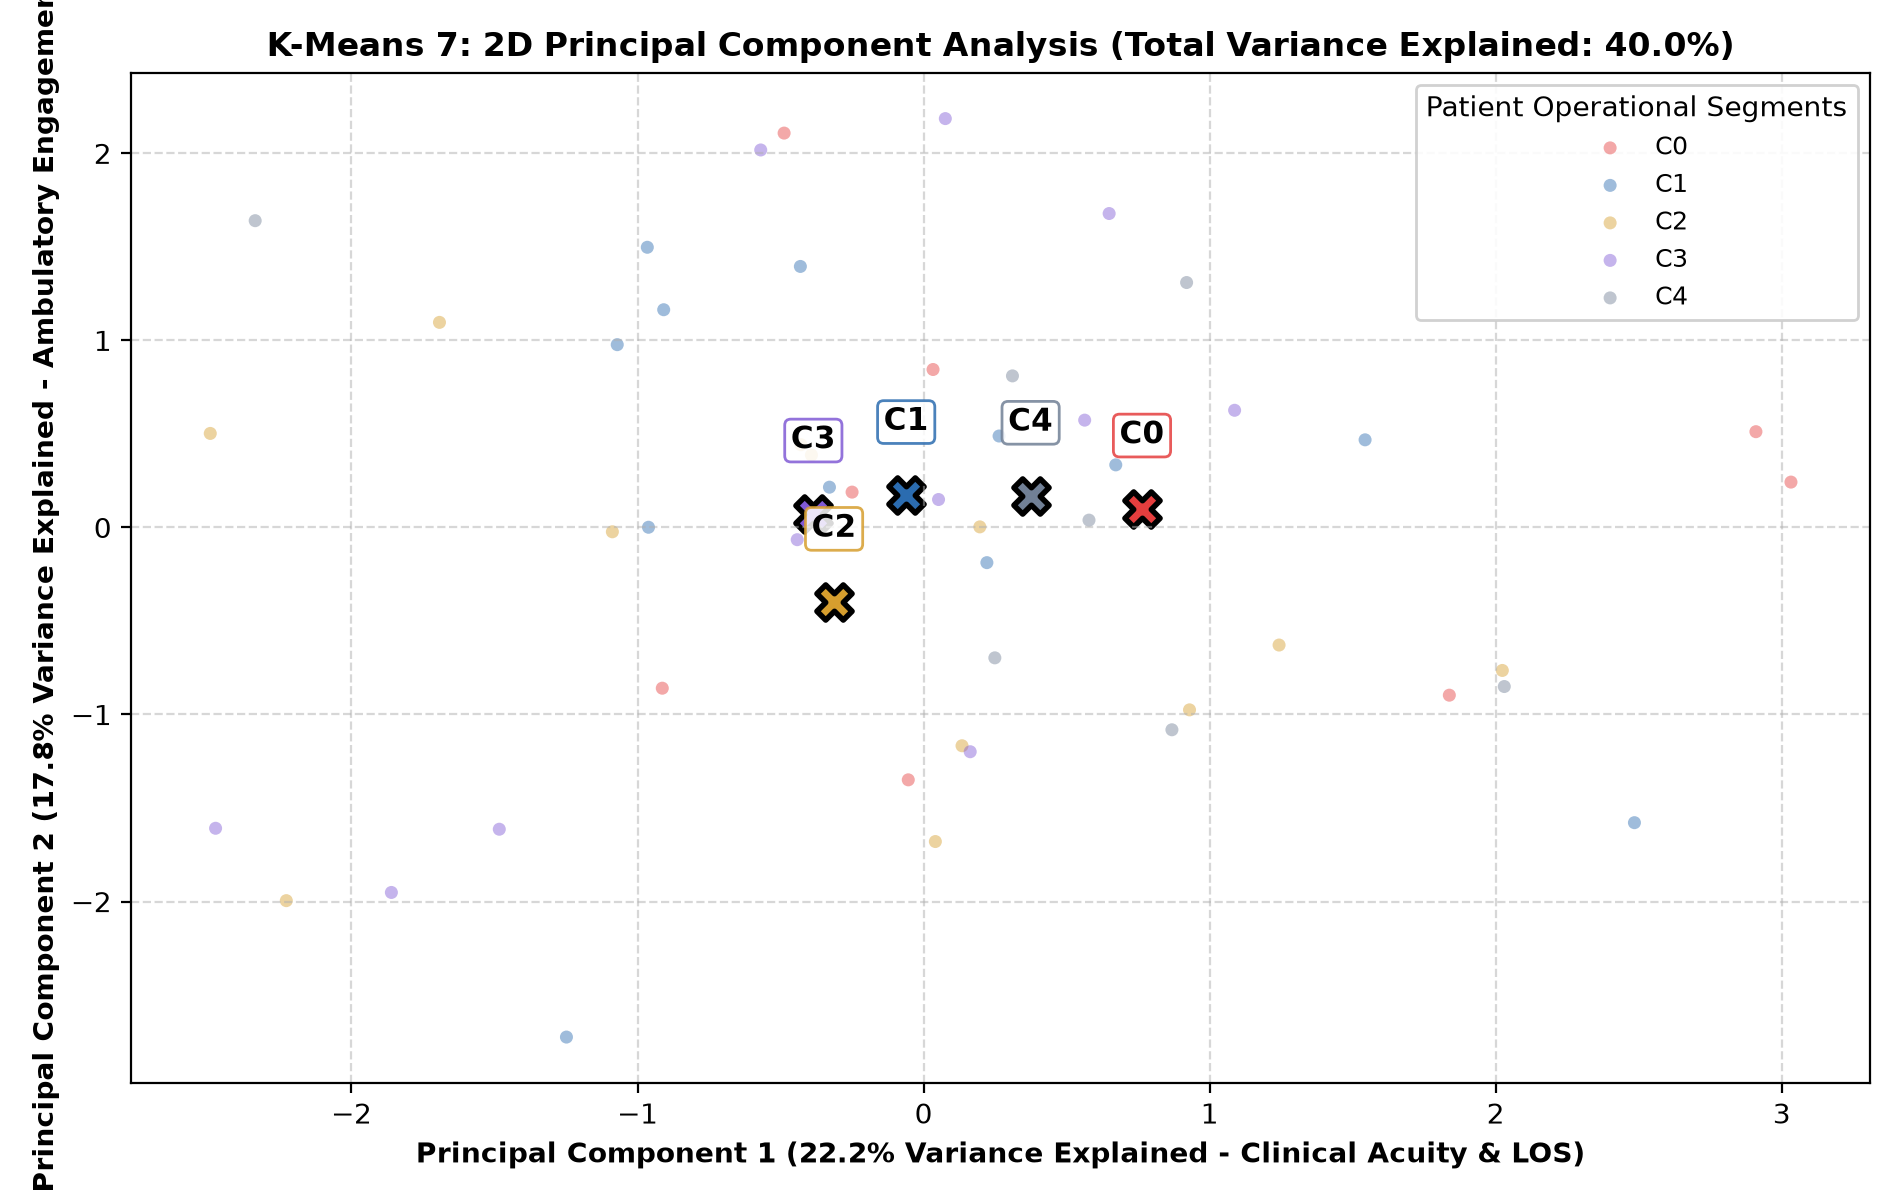 K-Means 7: 2D Principal Component Analysis (Total Variance Explained: 40.0%)
Principal Component 2 (17.8% Variance Explained - Ambulatory Engagemen
2
1
0
−1
−2
Patient Operational Segments
C0
C1
C2
C3
C4
C3
C1
C4
C0
C2
−2
−1
0
1
2
3
Principal Component 1 (22.2% Variance Explained - Clinical Acuity & LOS)